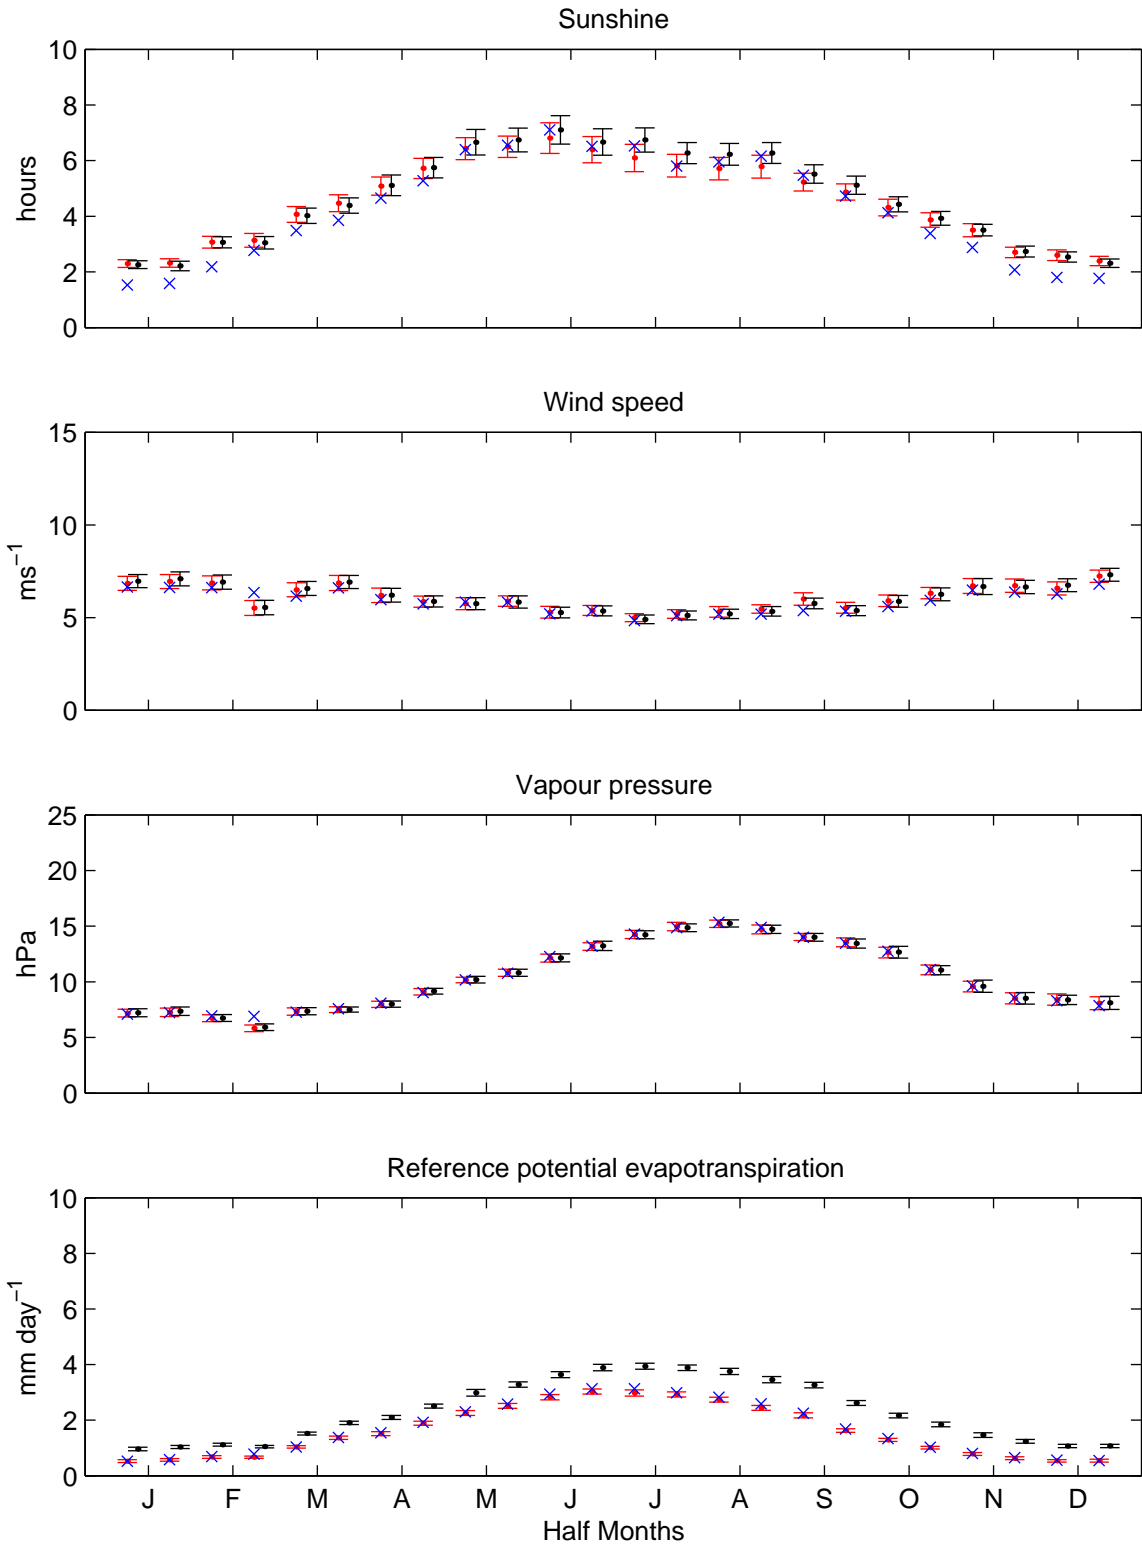 Sunshine
10
8
6
4
2
0
hours
Wind speed
15
10
5
0
ms⁻¹
Vapour pressure
25
20
15
10
5
0
hPa
Reference potential evapotranspiration
10
8
6
4
2
0
mm day⁻¹
J F M A M J J A S O N D
Half Months